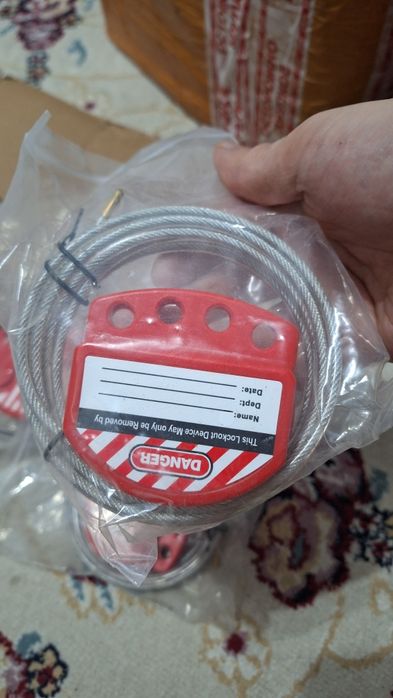 DANGER
This Lockout Device May only be Removed by
Name:
Dept:
Date: